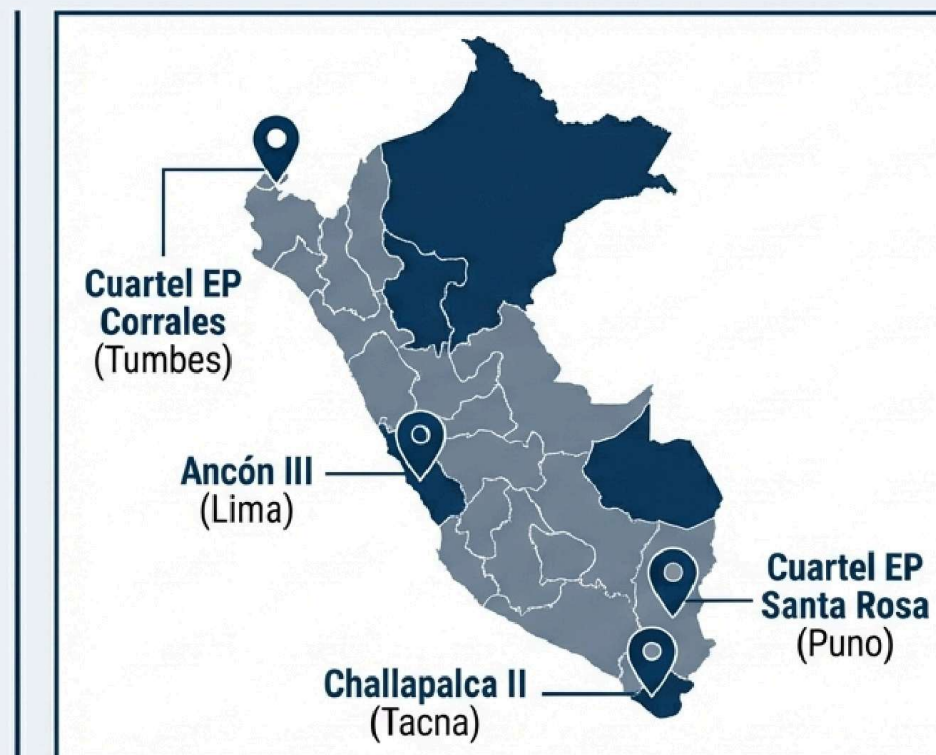 Cuartel EP
Corrales
(Tumbes)
Ancón III
(Lima)
Cuartel EP
Santa Rosa
(Puno)
Challapalca II
(Tacna)